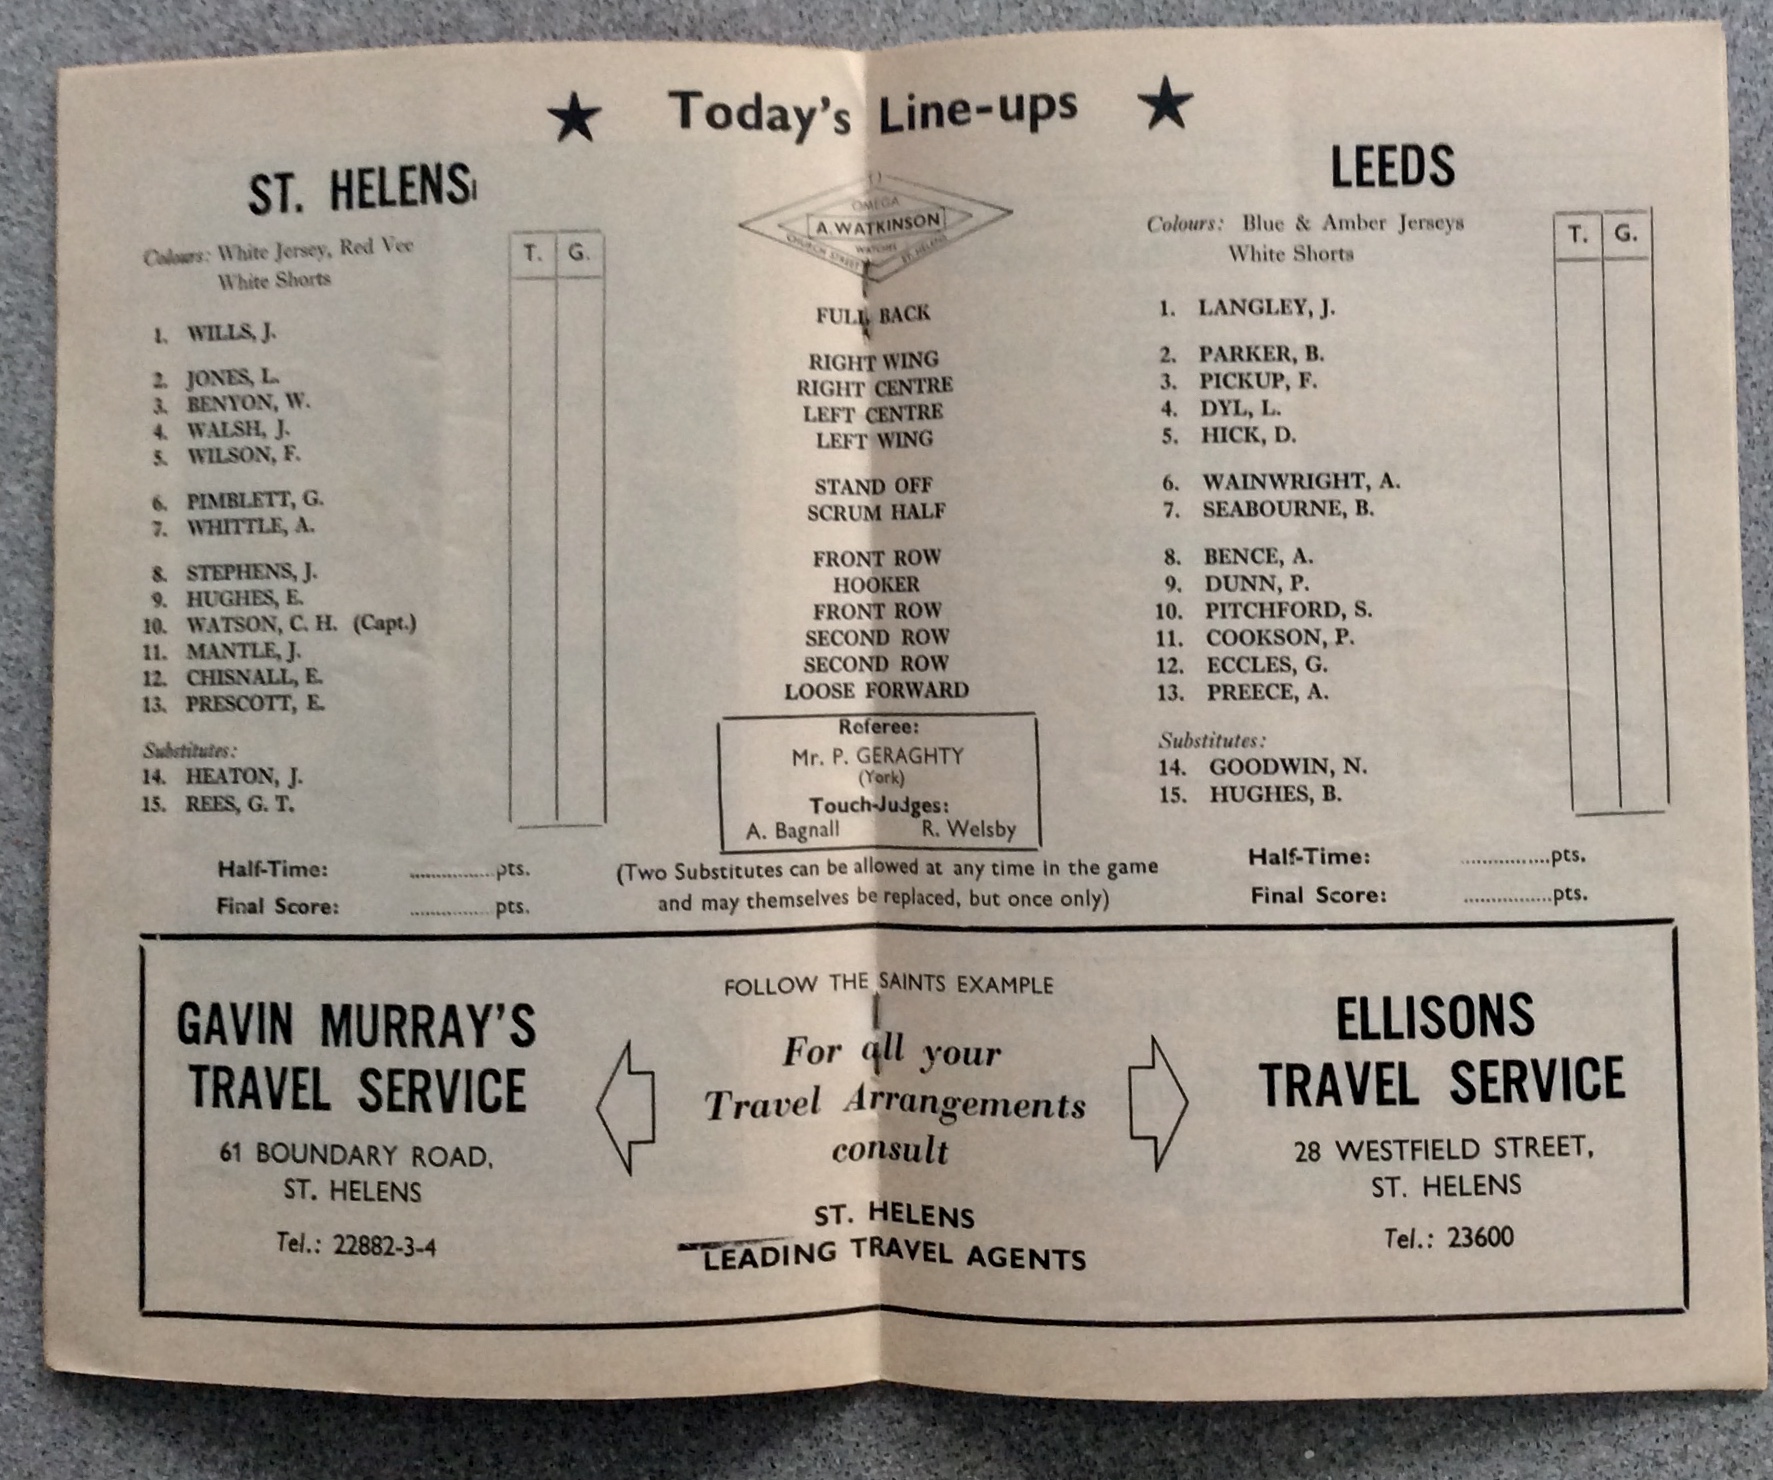 ★ Today's Line-ups ★
ST. HELENS
Colours: White Jersey, Red Vee
White Shorts
T. G.
1. WILLS, J.
2. JONES, L.
3. BENYON, W.
4. WALSH, J.
5. WILSON, F.
6. PIMBLETT, G.
7. WHITTLE, A.
8. STEPHENS, J.
9. HUGHES, E.
10. WATSON, C. H. (Capt.)
11. MANTLE, J.
12. CHISNALL, E.
13. PRESCOTT, E.
Substitutes:
14. HEATON, J.
15. REES, G. T.
Half-Time: ................pts.
Final Score: ................pts.
OMEGA
A. WATKINSON
WATCHES
CHURCH STREET ST. HELENS
FULL BACK
RIGHT WING
RIGHT CENTRE
LEFT CENTRE
LEFT WING
STAND OFF
SCRUM HALF
FRONT ROW
HOOKER
FRONT ROW
SECOND ROW
SECOND ROW
LOOSE FORWARD
Referee:
Mr. P. GERAGHTY
(York)
Touch-Judges:
A. Bagnall R. Welsby
(Two Substitutes can be allowed at any time in the game
and may themselves be replaced, but once only)
LEEDS
Colours: Blue & Amber Jerseys
White Shorts
T. G.
1. LANGLEY, J.
2. PARKER, B.
3. PICKUP, F.
4. DYL, L.
5. HICK, D.
6. WAINWRIGHT, A.
7. SEABOURNE, B.
8. BENCE, A.
9. DUNN, P.
10. PITCHFORD, S.
11. COOKSON, P.
12. ECCLES, G.
13. PREECE, A.
Substitutes:
14. GOODWIN, N.
15. HUGHES, B.
Half-Time: ................pts.
Final Score: ................pts.
GAVIN MURRAY'S
TRAVEL SERVICE
61 BOUNDARY ROAD,
ST. HELENS
Tel.: 22882-3-4
FOLLOW THE SAINTS EXAMPLE
For all your
Travel Arrangements
consult
ST. HELENS
LEADING TRAVEL AGENTS
ELLISONS
TRAVEL SERVICE
28 WESTFIELD STREET,
ST. HELENS
Tel.: 23600